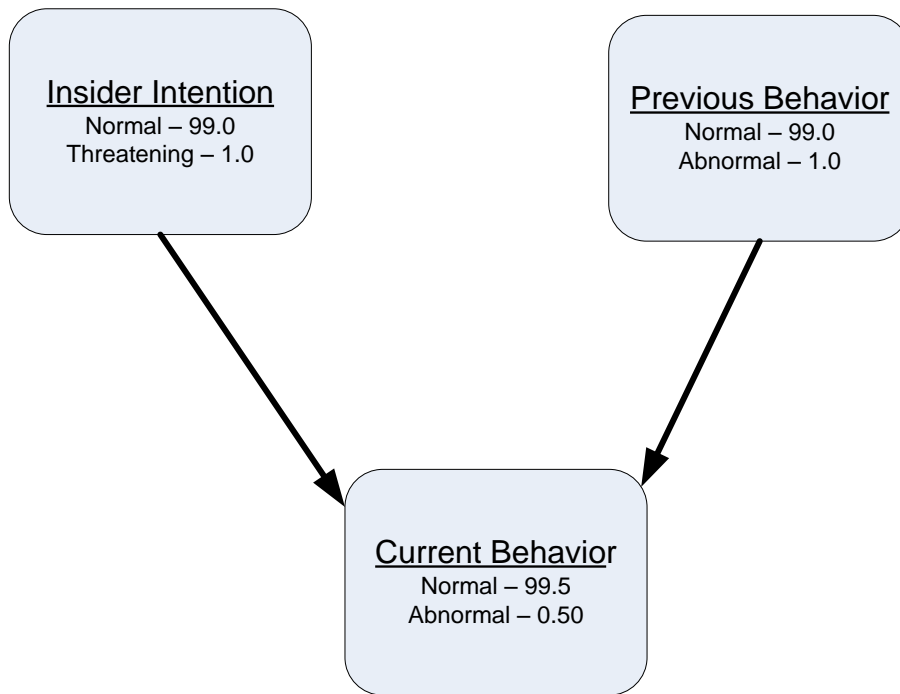 Insider Intention
Normal – 99.0
Threatening – 1.0
Previous Behavior
Normal – 99.0
Abnormal – 1.0
Current Behavior
Normal – 99.5
Abnormal – 0.50